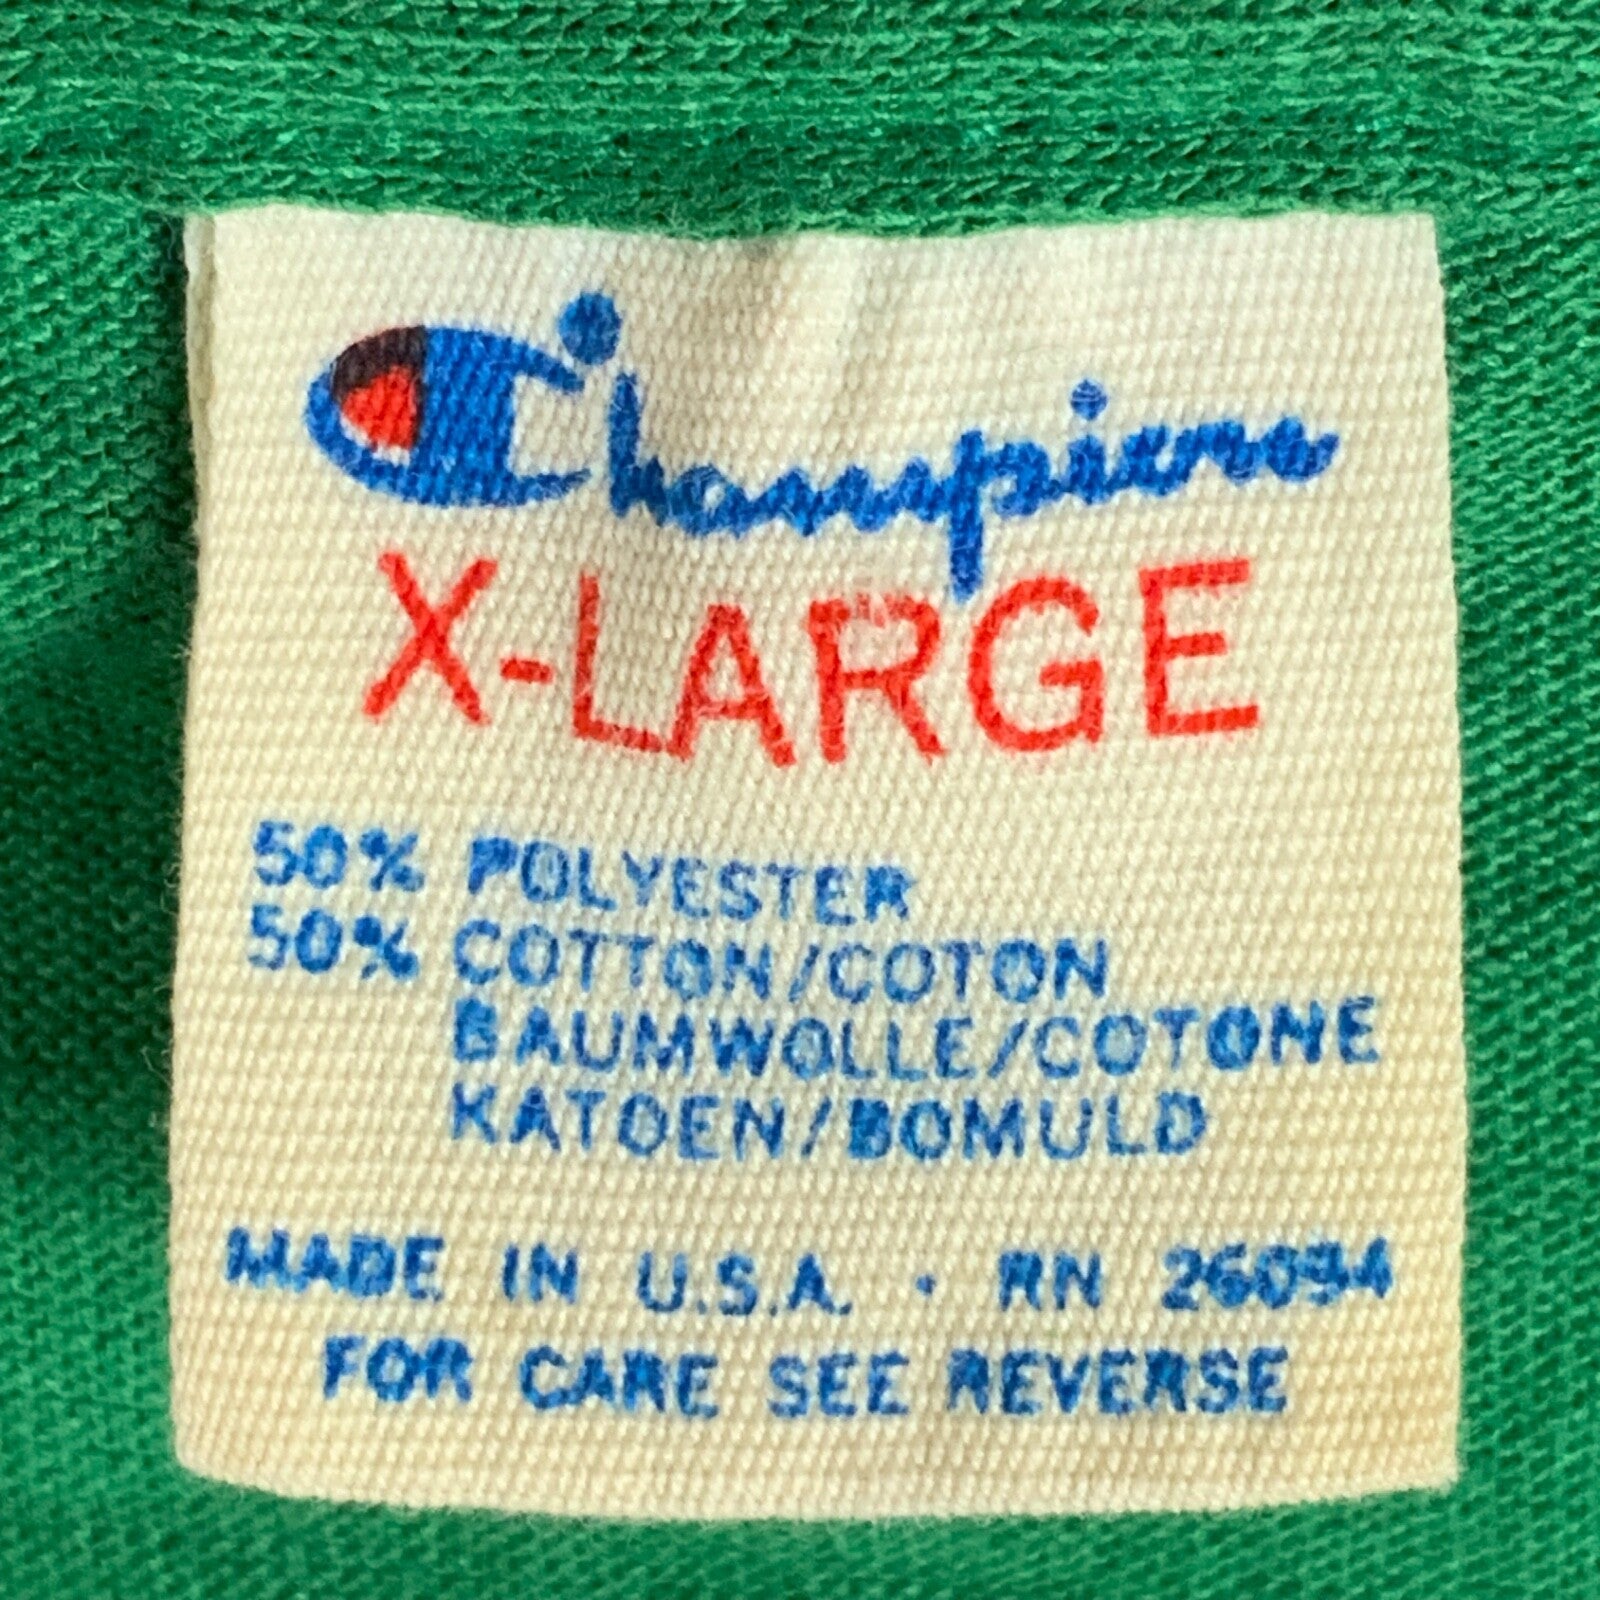 Champion
X-LARGE
50% POLYESTER
50% COTTON/COTON
BAUMWOLLE/COTONE
KATOEN/BOMULD
MADE IN U.S.A. • RN 26094
FOR CARE SEE REVERSE